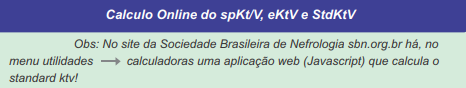 Calculo Online do spKt/V, eKtV e StdKtV
Obs: No site da Sociedade Brasileira de Nefrologia sbn.org.br há, no
menu utilidades → calculadoras uma aplicação web (Javascript) que calcula o
standard ktv!